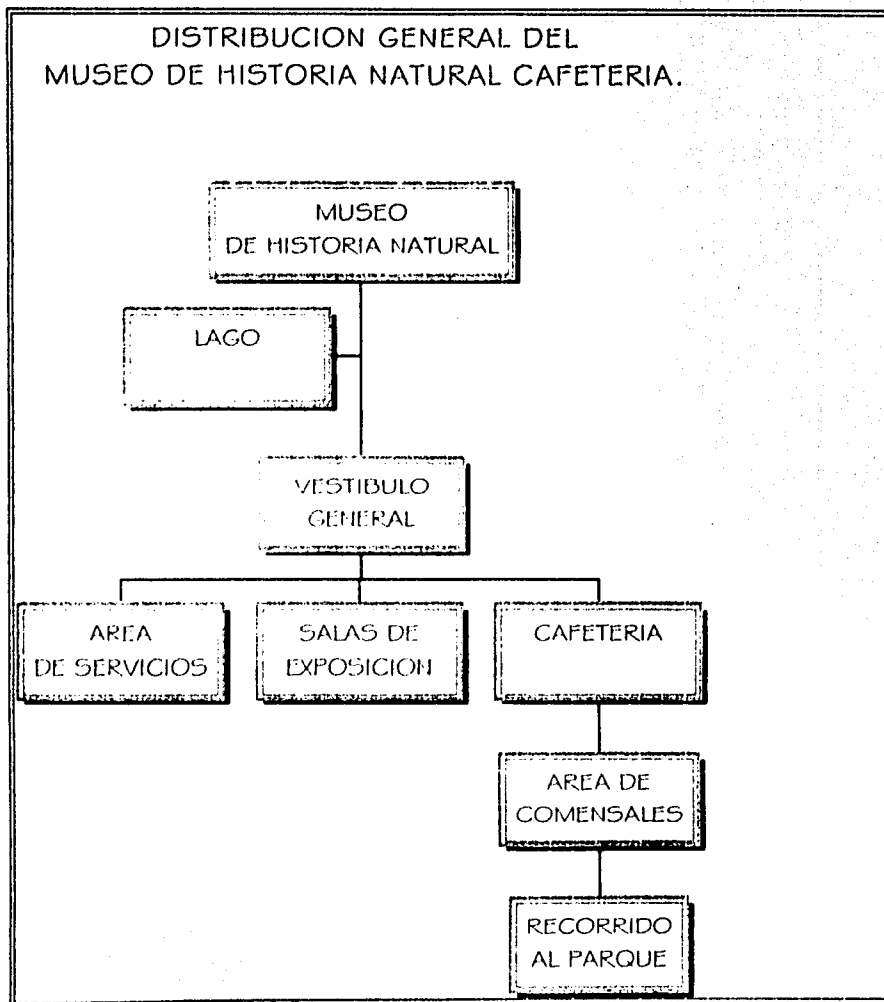 DISTRIBUCION GENERAL DEL
MUSEO DE HISTORIA NATURAL CAFETERIA.
MUSEO
DE HISTORIA NATURAL
LAGO
VESTIBULO
GENERAL
AREA
DE SERVICIOS
SALAS DE
EXPOSICION
CAFETERIA
AREA DE
COMENSALES
RECORRIDO
AL PARQUE